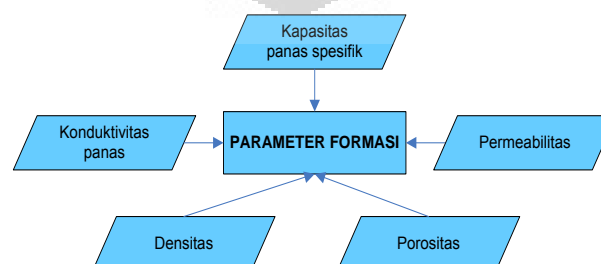 Kapasitas
panas spesifik
Konduktivitas
panas
PARAMETER FORMASI
Permeabilitas
Densitas
Porositas